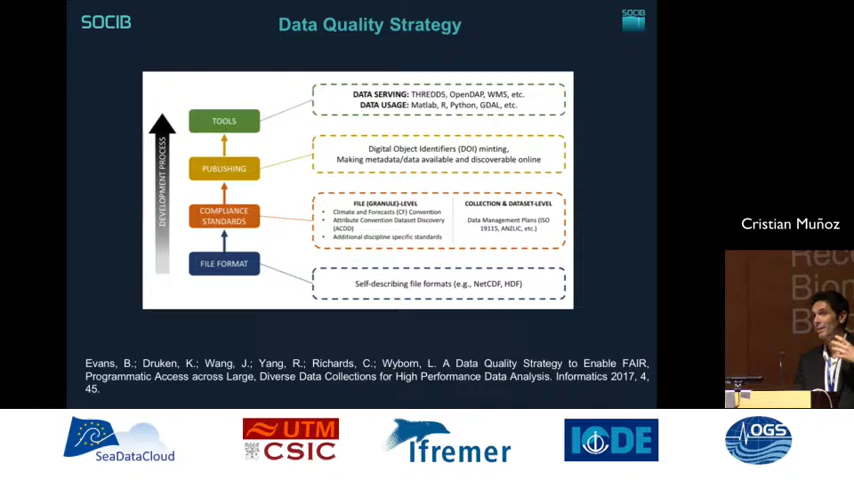 SOCIB
Data Quality Strategy
SOCIB
DEVELOPMENT PROCESS
TOOLS
DATA SERVING: THREDDS, OpenDAP, WMS, etc.
DATA USAGE: Matlab, R, Python, GDAL, etc.
PUBLISHING
Digital Object Identifiers (DOI) minting,
Making metadata/data available and discoverable online
COMPLIANCE
STANDARDS
FILE (GRANULE)-LEVEL
• Climate and Forecasts (CF) Convention
• Attribute Convention Dataset Discovery
(ACDD)
• Additional discipline specific standards
COLLECTION & DATASET-LEVEL
Data Management Plans (ISO
19115, ANZLIC, etc.)
FILE FORMAT
Self-describing file formats (e.g., NetCDF, HDF)
Evans, B.; Druken, K.; Wang, J.; Yang, R.; Richards, C.; Wyborn, L. A Data Quality Strategy to Enable FAIR,
Programmatic Access across Large, Diverse Data Collections for High Performance Data Analysis. Informatics 2017, 4,
45.
Cristian Muñoz
Reco
Biom
B
SeaDataCloud
UTM
CSIC
Ifremer
IODE
OGS